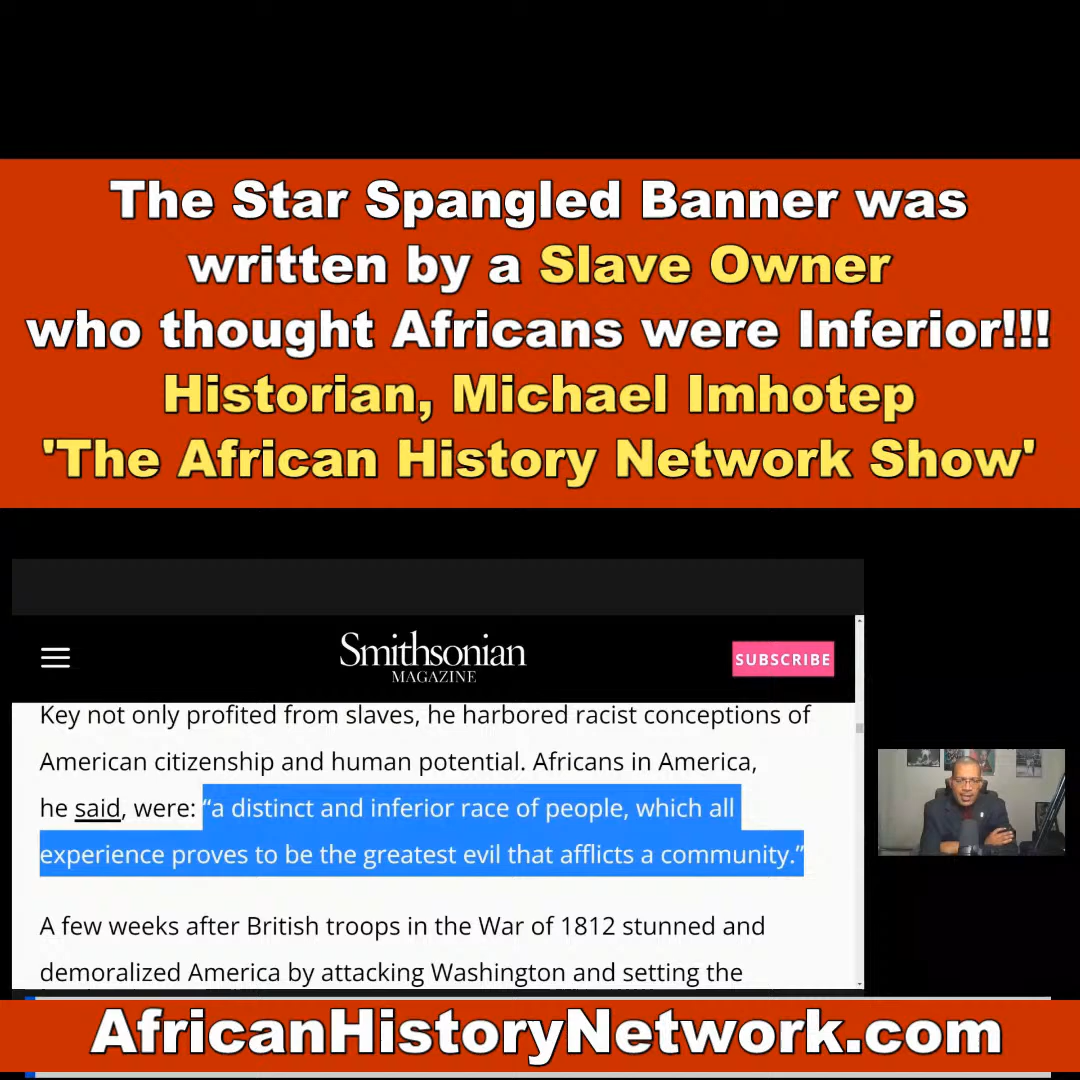 The Star Spangled Banner was
written by a Slave Owner
who thought Africans were Inferior!!!
Historian, Michael Imhotep
'The African History Network Show'
Smithsonian
MAGAZINE
SUBSCRIBE
Key not only profited from slaves, he harbored racist conceptions of
American citizenship and human potential. Africans in America,
he said, were: “a distinct and inferior race of people, which all
experience proves to be the greatest evil that afflicts a community.”
A few weeks after British troops in the War of 1812 stunned and
demoralized America by attacking Washington and setting the
AfricanHistoryNetwork.com